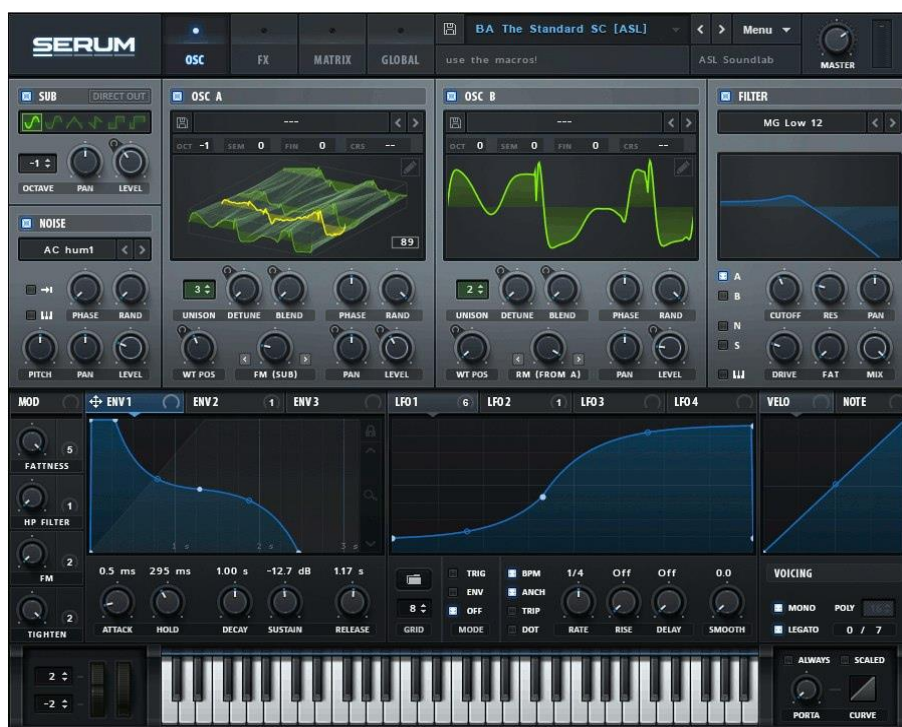 SERUM
OSC FX MATRIX GLOBAL
BA The Standard SC [ASL]
use the macros!
Menu
ASL Soundlab
MASTER
SUB DIRECT OUT
-1
OCTAVE PAN LEVEL
NOISE
AC hum1
PHASE RAND
PITCH PAN LEVEL
OSC A
---
OCT -1 SEM 0 FIN 0 CRS --
89
3
UNISON DETUNE BLEND PHASE RAND
WT POS FM (SUB) PAN LEVEL
OSC B
---
OCT 0 SEM 0 FIN 0 CRS --
2
UNISON DETUNE BLEND PHASE RAND
WT POS RM (FROM A) PAN LEVEL
FILTER
MG Low 12
A
B
N
S
CUTOFF RES PAN
DRIVE FAT MIX
MOD ENV 1 ENV 2 1 ENV 3 LFO 1 6 LFO 2 1 LFO 3 LFO 4 VELO NOTE
5
FATTNESS
1
HP FILTER
2
FM
2
TIGHTEN
1 s 2 s 3 s
0.5 ms 295 ms 1.00 s -12.7 dB 1.17 s
ATTACK HOLD DECAY SUSTAIN RELEASE
8
GRID
TRIG
ENV
OFF
MODE
BPM
ANCH
TRIP
DOT
1/4 Off Off 0.0
RATE RISE DELAY SMOOTH
VOICING
MONO POLY 16
LEGATO 0 / 7
2
-2
ALWAYS SCALED
PORTA CURVE